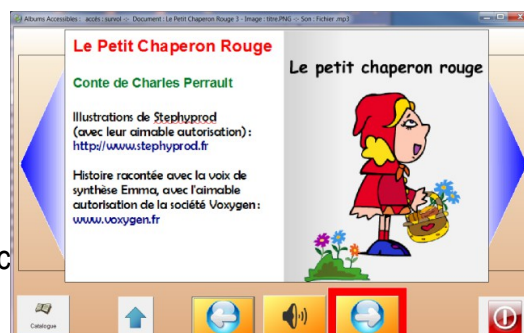 Albums Accessibles : accès : survol -> Document : Le Petit Chaperon Rouge 3 - Image : titre.PNG -> Son : Fichier .mp3
Le Petit Chaperon Rouge
Conte de Charles Perrault
Illustrations de Stephyprod
(avec leur aimable autorisation) :
http://www.stephyprod.fr
Histoire racontée avec la voix de
synthèse Emma, avec l'aimable
autorisation de la société Voxygen :
www.voxygen.fr
Le petit chaperon rouge
c
Catalogue